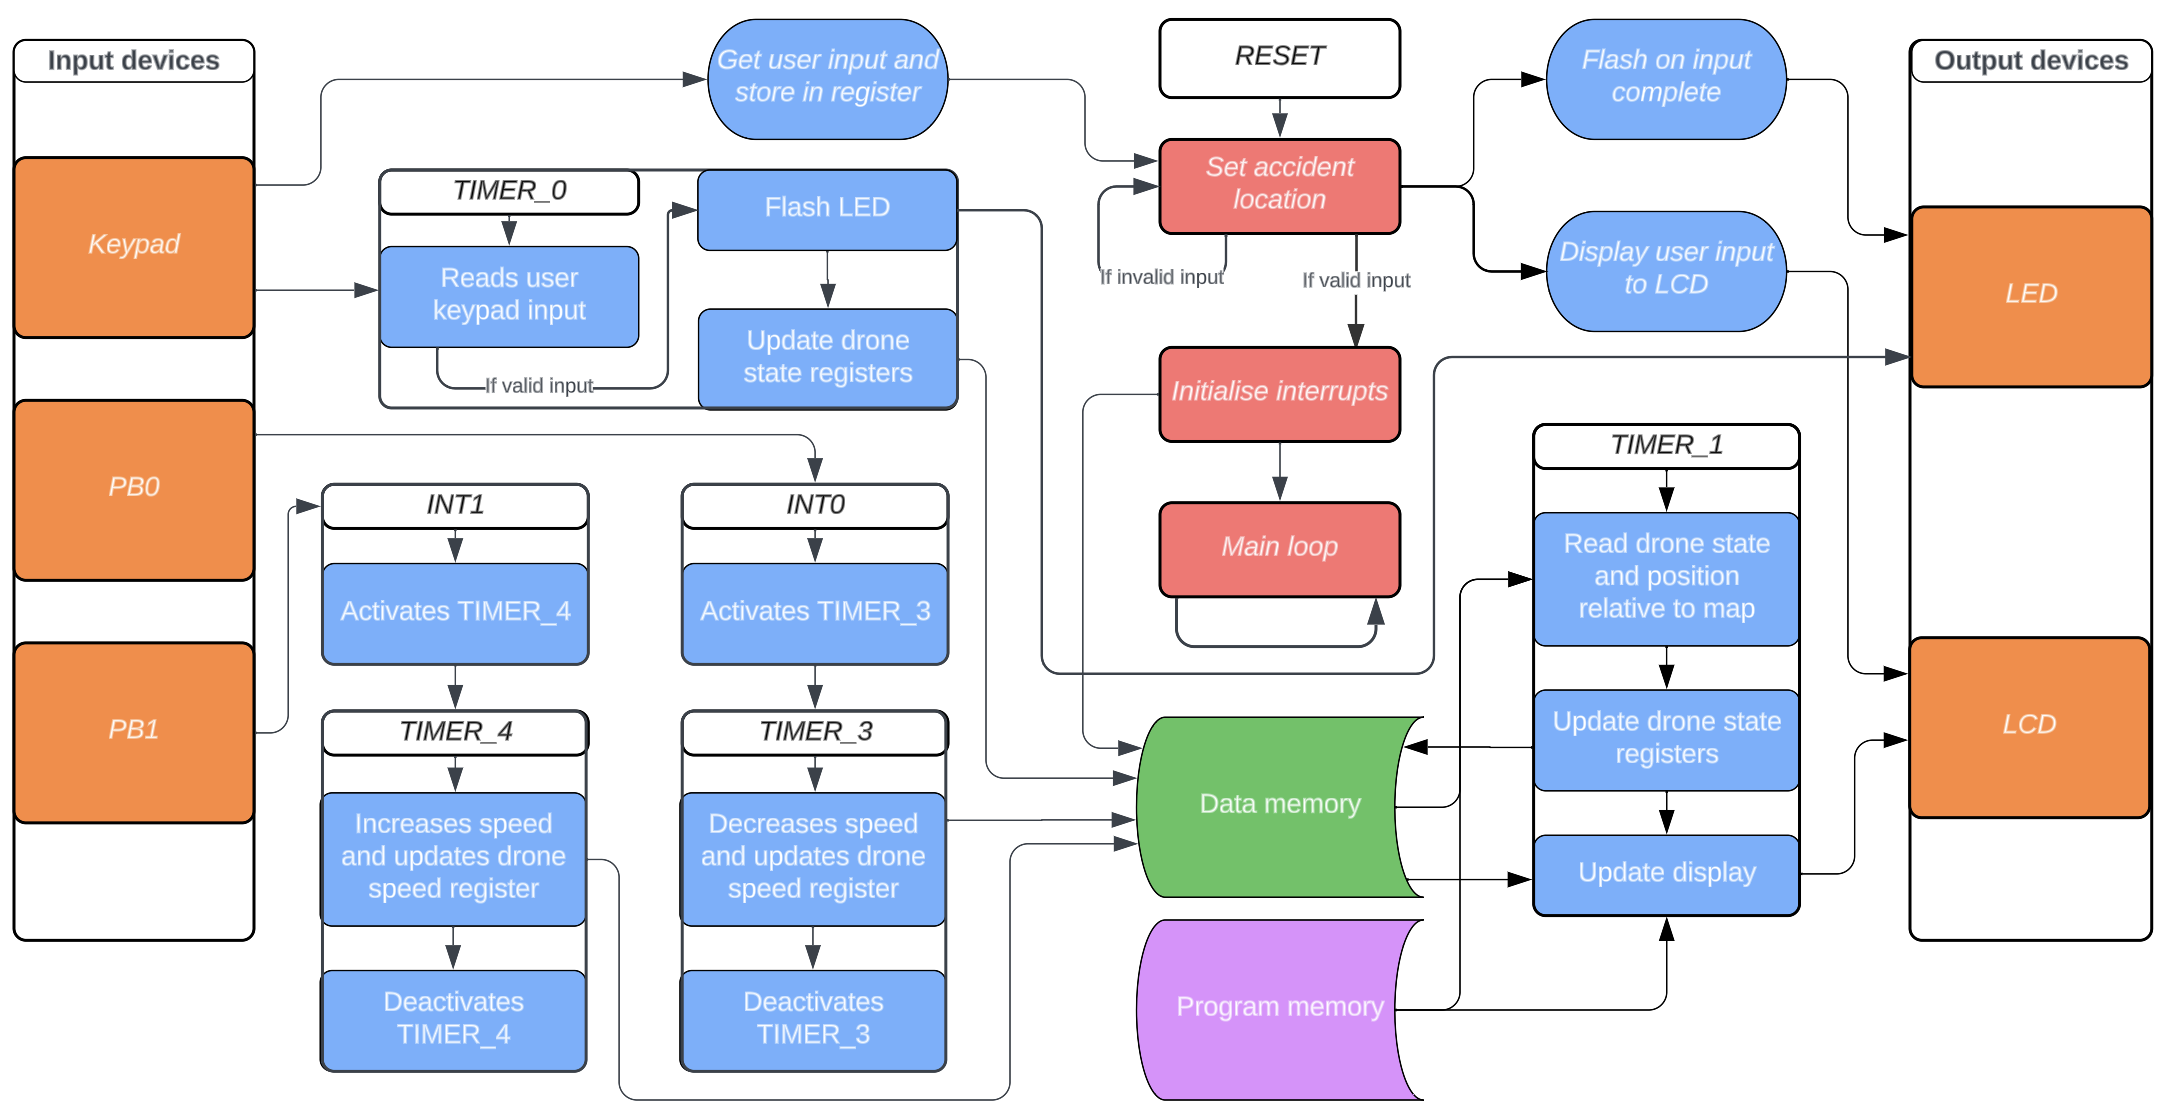 Input devices
Keypad
PB0
PB1
Get user input and
store in register
TIMER_0
Reads user
keypad input
If valid input
Flash LED
Update drone
state registers
INT1
Activates TIMER_4
TIMER_4
Increases speed
and updates drone
speed register
Deactivates
TIMER_4
INT0
Activates TIMER_3
TIMER_3
Decreases speed
and updates drone
speed register
Deactivates
TIMER_3
RESET
Set accident
location
If invalid input
If valid input
Initialise interrupts
Main loop
Data memory
Program memory
Flash on input
complete
Display user input
to LCD
TIMER_1
Read drone state
and position
relative to map
Update drone state
registers
Update display
Output devices
LED
LCD